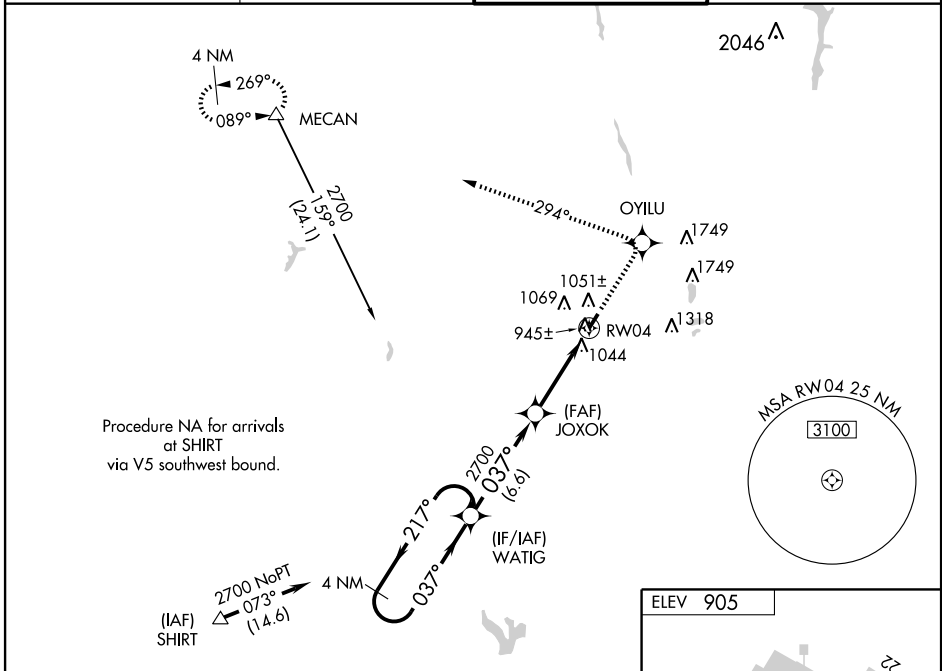 2046
4 NM
269°
089°
MECAN
2700
159°
(24.1)
294°
OYILU
1749
1749
1051±
1069
945±
RW04
1318
1044
MSA RW04 25 NM
3100
(FAF)
JOXOK
Procedure NA for arrivals
at SHIRT
via V5 southwest bound.
2700
037°
(6.6)
217°
037°
(IF/IAF)
WATIG
4 NM
2700 NoPT
073°
(14.6)
(IAF)
SHIRT
ELEV 905
22